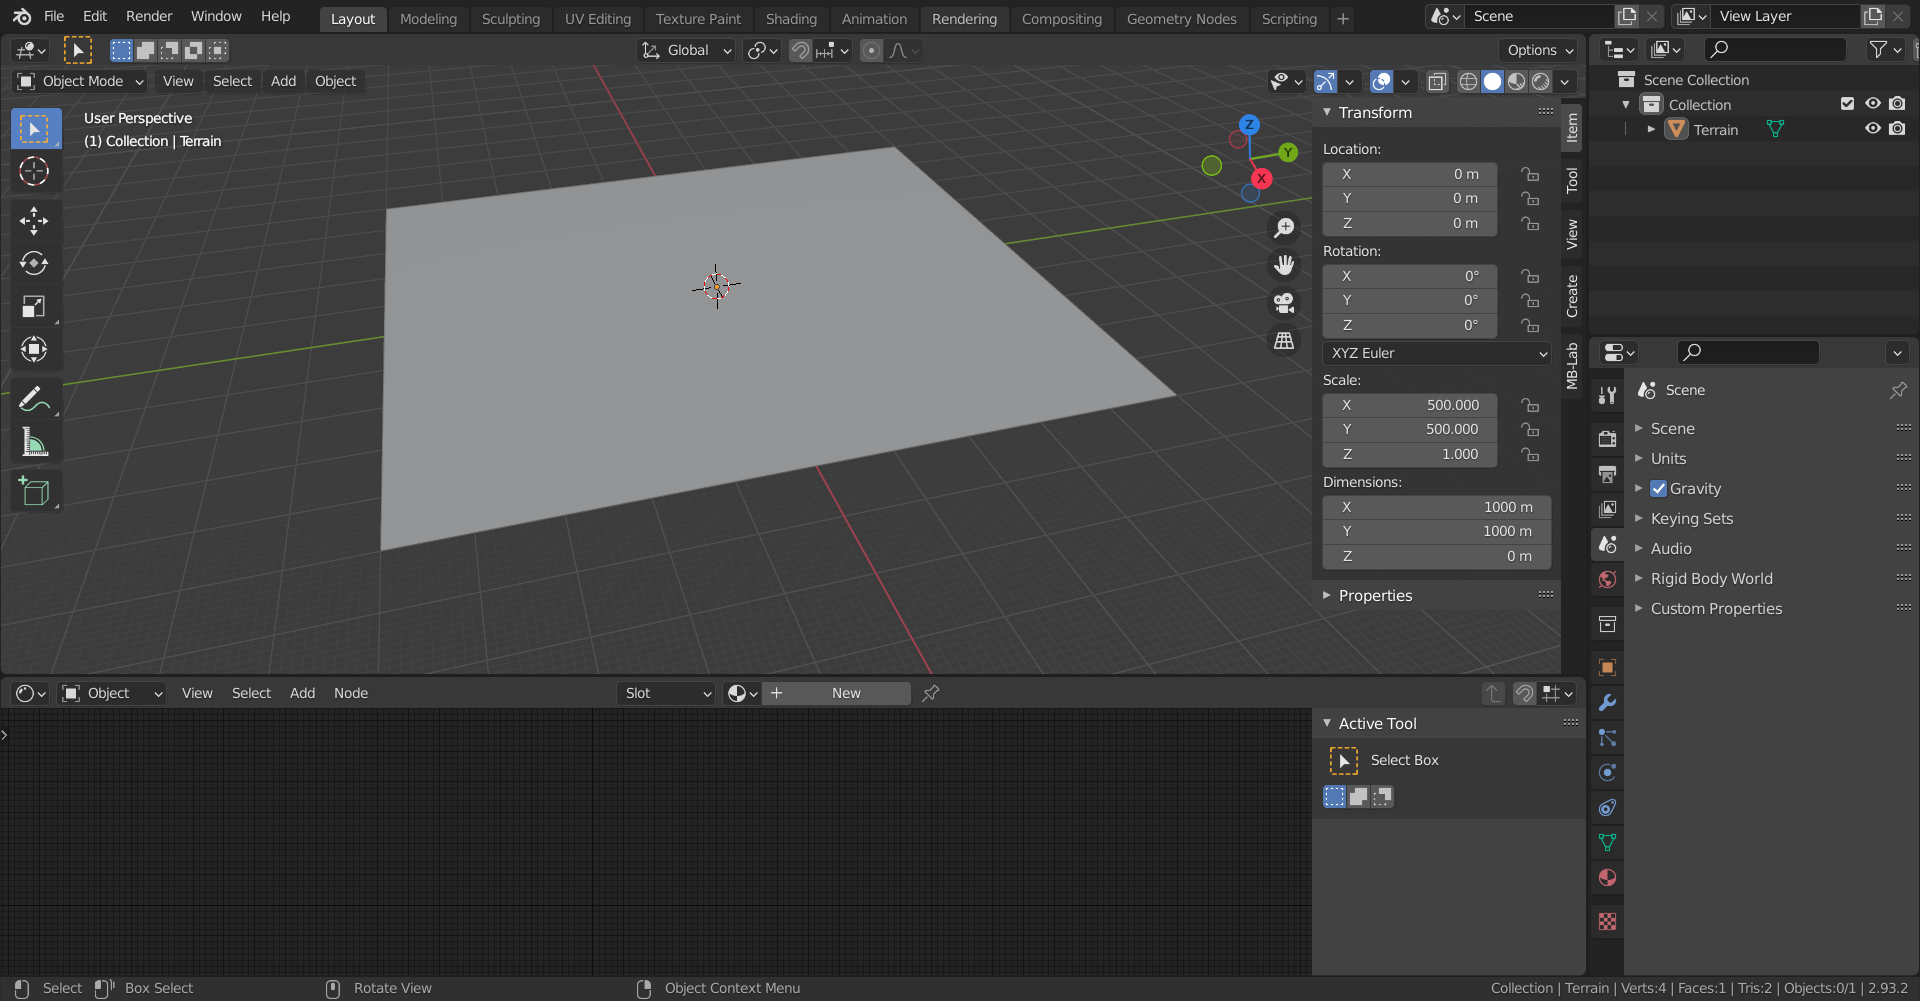 File Edit Render Window Help Layout Modeling Sculpting UV Editing Texture Paint Shading Animation Rendering Compositing Geometry Nodes Scripting + Scene View Layer
Global Options
Object Mode View Select Add Object
User Perspective
(1) Collection | Terrain
Z
Y
X
Transform
Location:
X 0 m
Y 0 m
Z 0 m
Rotation:
X 0°
Y 0°
Z 0°
XYZ Euler
Scale:
X 500.000
Y 500.000
Z 1.000
Dimensions:
X 1000 m
Y 1000 m
Z 0 m
Properties
Item
Tool
View
Create
MB-Lab
Scene Collection
Collection
Terrain
Scene
Scene
Units
Gravity
Keying Sets
Audio
Rigid Body World
Custom Properties
Object View Select Add Node Slot + New
Active Tool
Select Box
Select Box Select Rotate View Object Context Menu Collection | Terrain | Verts:4 | Faces:1 | Tris:2 | Objects:0/1 | 2.93.2